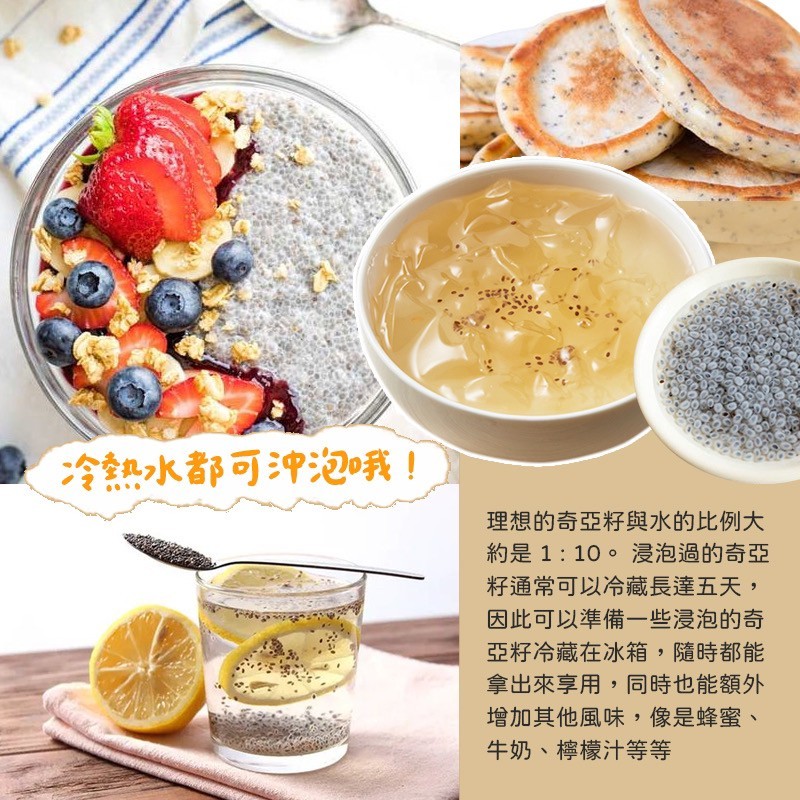 冷熱水都可沖泡哦！
理想的奇亞籽與水的比例大
約是 1：10。 浸泡過的奇亞
籽通常可以冷藏長達五天，
因此可以準備一些浸泡的奇
亞籽冷藏在冰箱，隨時都能
拿出來享用，同時也能額外
增加其他風味，像是蜂蜜、
牛奶、檸檬汁等等